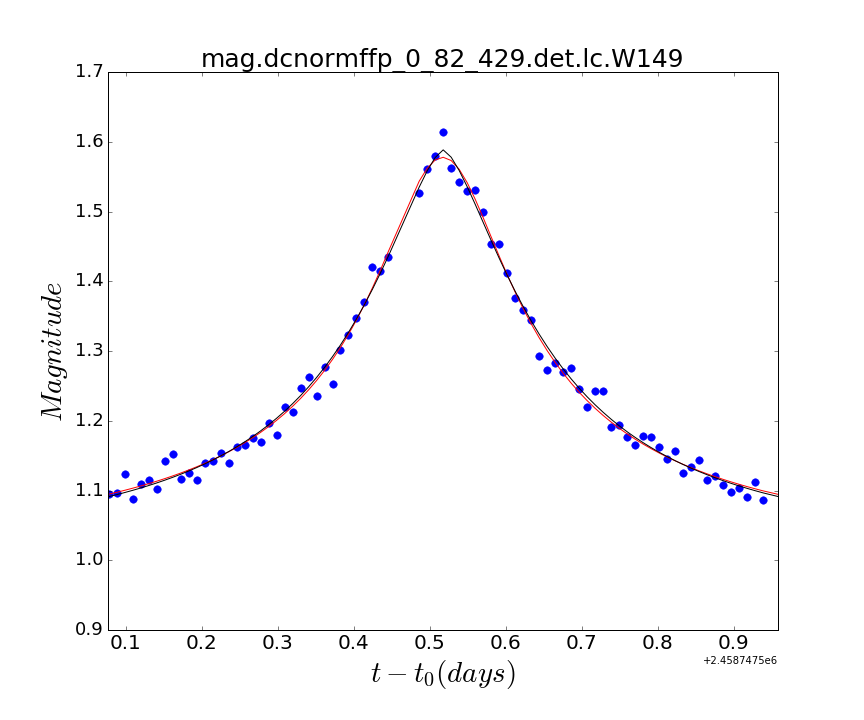 mag.dcnormffp_0_82_429.det.lc.W149
1.7
1.6
1.5
1.4
1.3
1.2
1.1
1.0
0.9
Magnitude
0.1 0.2 0.3 0.4 0.5 0.6 0.7 0.8 0.9
+2.4587475e6
t − t₀(days)